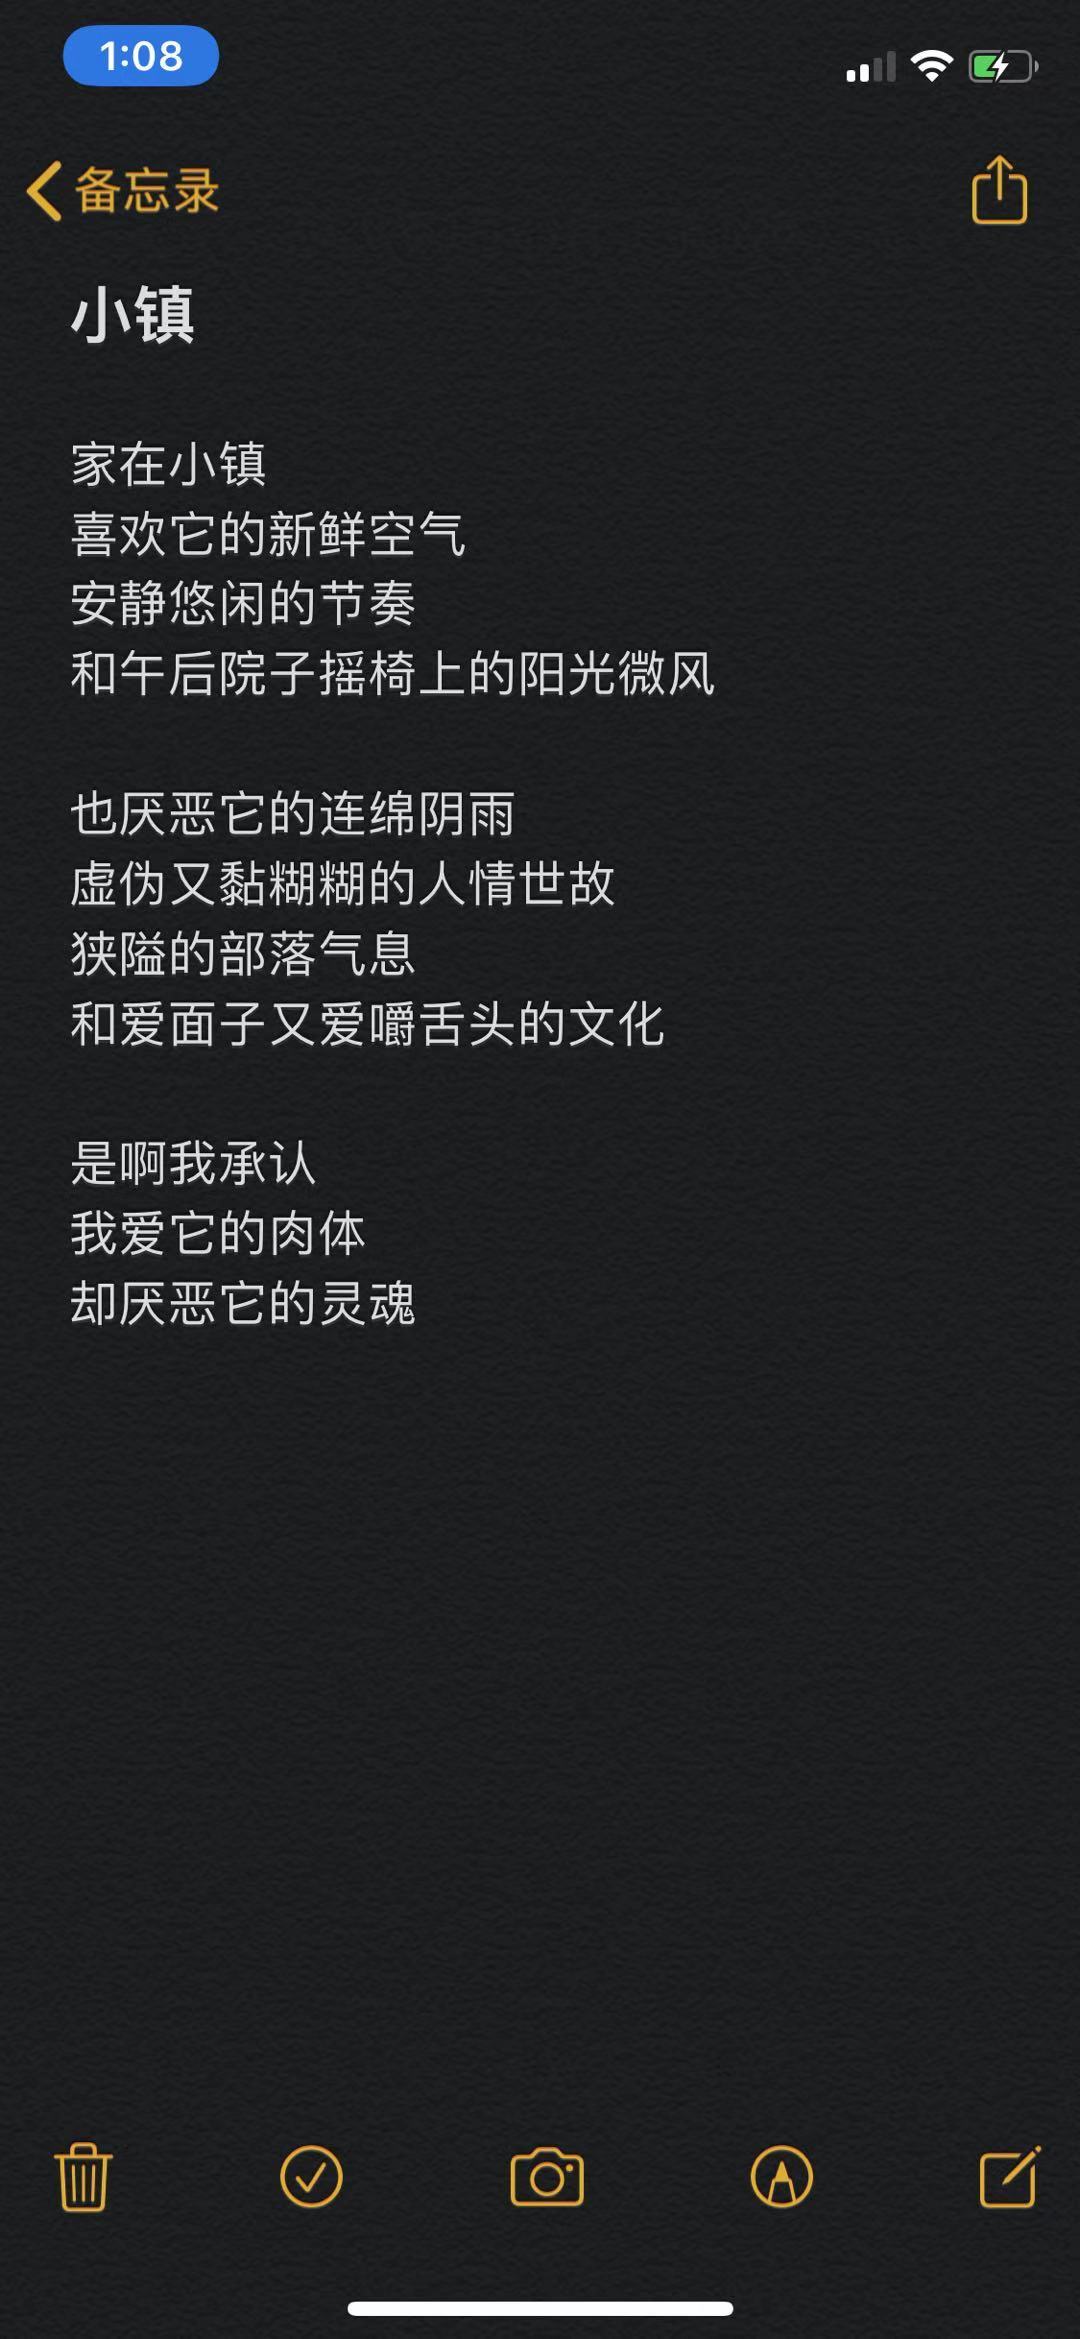 1:08
备忘录
小镇
家在小镇
喜欢它的新鲜空气
安静悠闲的节奏
和午后院子摇椅上的阳光微风
也厌恶它的连绵阴雨
虚伪又黏糊糊的人情世故
狭隘的部落气息
和爱面子又爱嚼舌头的文化
是啊我承认
我爱它的肉体
却厌恶它的灵魂